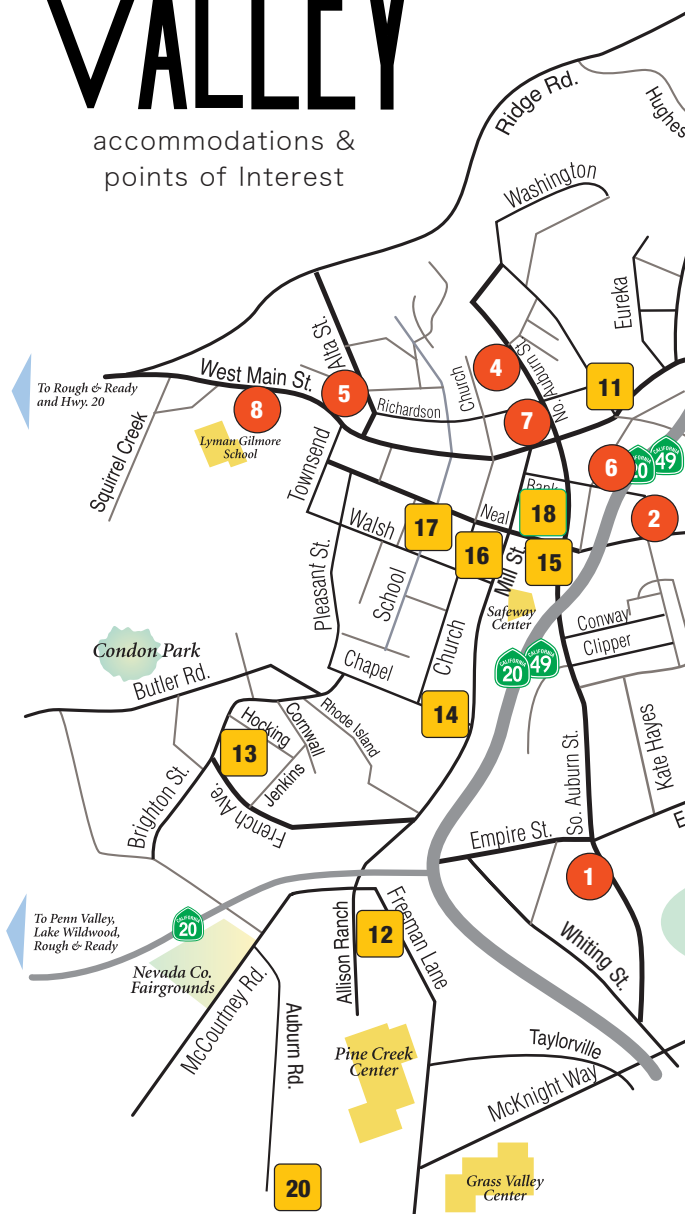 VALLEY
accommodations &
points of Interest
Ridge Rd.
Hughes
Washington
Eureka
Alta St.
West Main St.
To Rough & Ready
and Hwy. 20
Church
4
No. Auburn St.
11
5
8
Richardson
7
Lyman Gilmore
School
Squirrel Creek
Townsend
6
CALIFORNIA
20
CALIFORNIA
49
Bank
2
Walsh
17
Neal
18
16
Mill St.
15
Pleasant St.
School
Safeway
Center
Conway
Clipper
Church
CALIFORNIA
20
CALIFORNIA
49
Condon Park
Butler Rd.
Chapel
Rhode Island
Cornwall
Hocking
14
13
Jenkins
Kate Hayes
So. Auburn St.
Brighton St.
French Ave.
Empire St.
E
1
To Penn Valley,
Lake Wildwood,
Rough & Ready
CALIFORNIA
20
Allison Ranch
12
Freeman Lane
Whiting St.
Nevada Co.
Fairgrounds
McCourtney Rd.
Auburn Rd.
Pine Creek
Center
Taylorville
McKnight Way
20
Grass Valley
Center